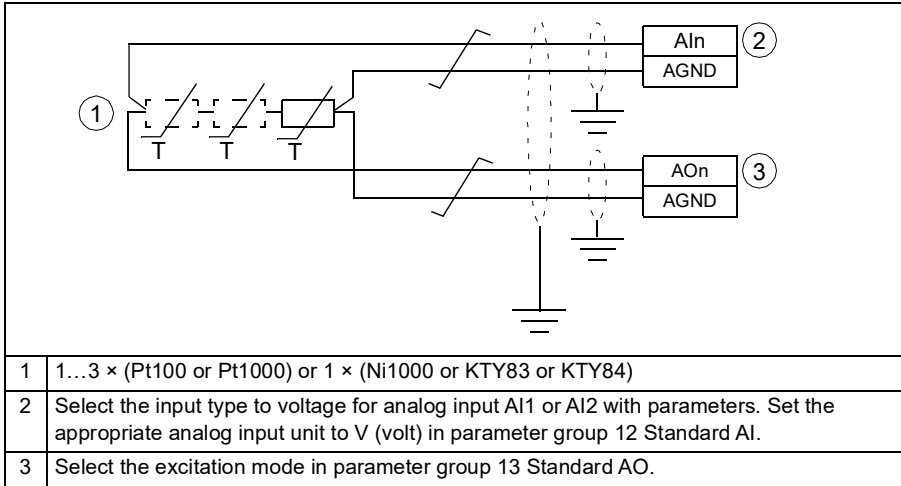 AIn
2
AGND
1
T
T
T
AOn
3
AGND
1 1…3 × (Pt100 or Pt1000) or 1 × (Ni1000 or KTY83 or KTY84)
2 Select the input type to voltage for analog input AI1 or AI2 with parameters. Set the
appropriate analog input unit to V (volt) in parameter group 12 Standard AI.
3 Select the excitation mode in parameter group 13 Standard AO.